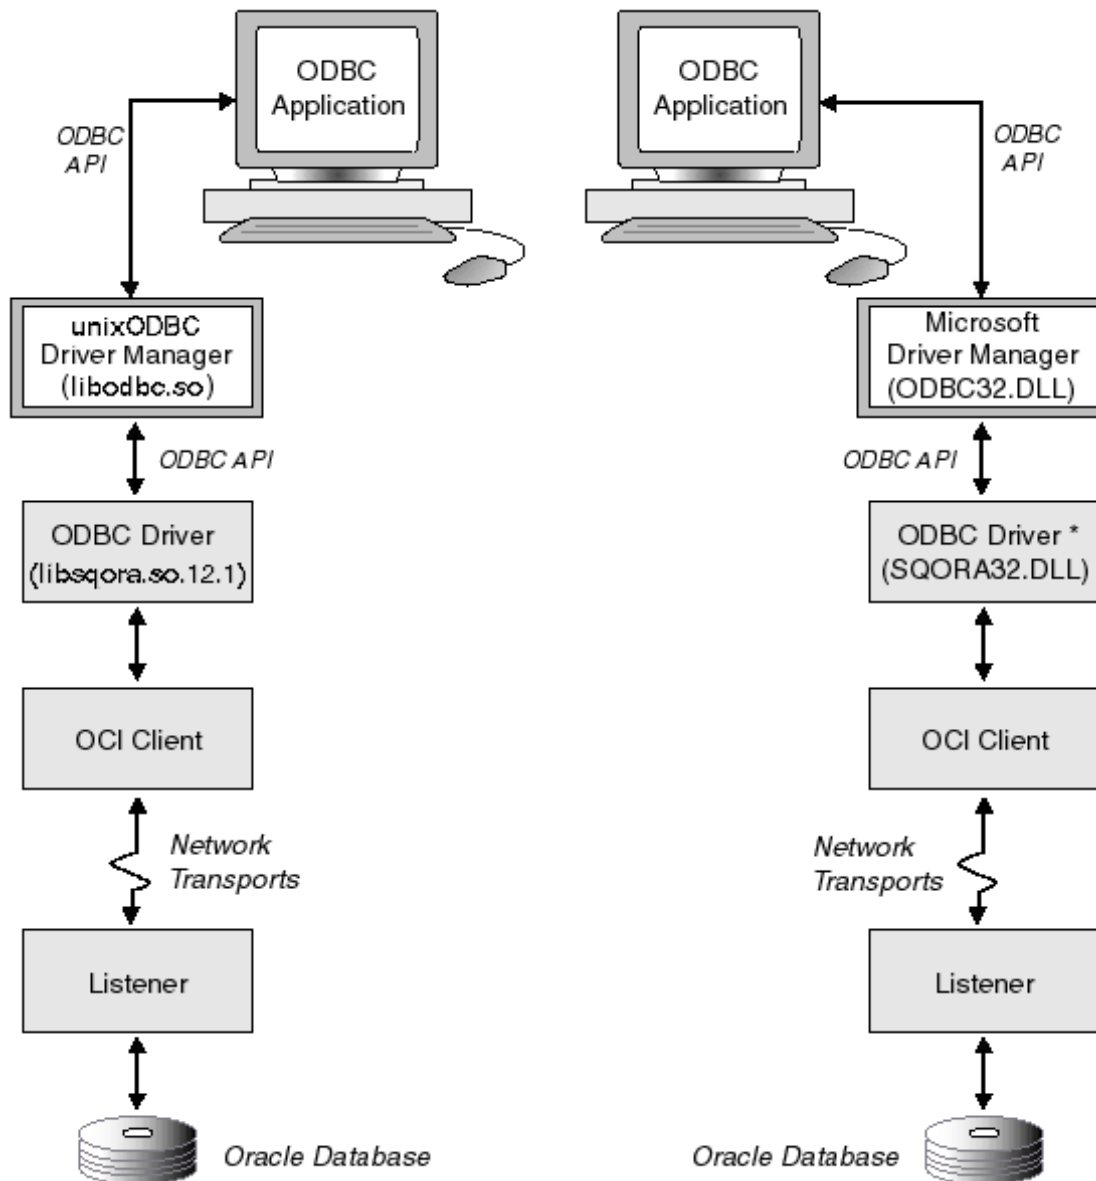 ODBC
Application
ODBC
API
unixODBC
Driver Manager
(libodbc.so)
ODBC API
ODBC Driver
(libsqora.so.12.1)
OCI Client
Network
Transports
Listener
Oracle Database
ODBC
Application
ODBC
API
Microsoft
Driver Manager
(ODBC32.DLL)
ODBC API
ODBC Driver *
(SQORA32.DLL)
OCI Client
Network
Transports
Listener
Oracle Database